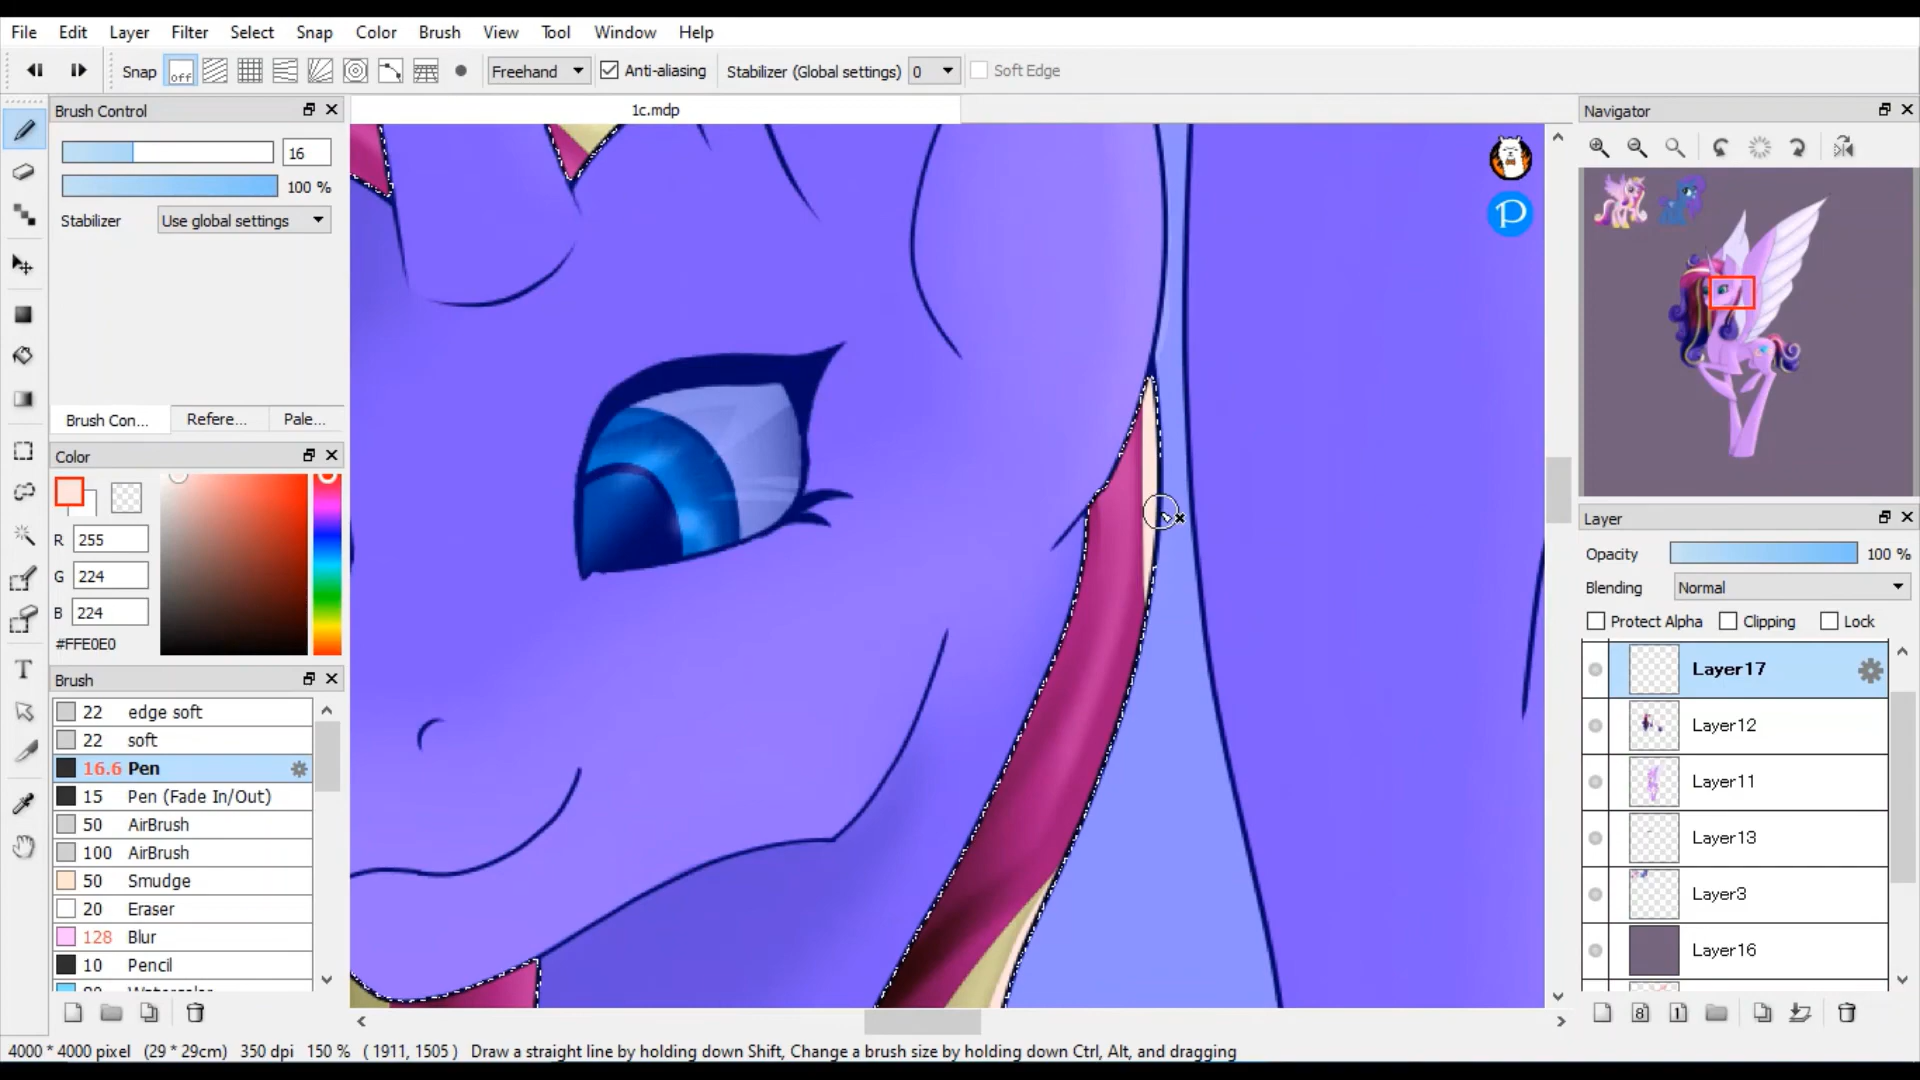 File Edit Layer Filter Select Snap Color Brush View Tool Window Help
Snap off Freehand Anti-aliasing Stabilizer (Global settings) 0 Soft Edge
Brush Control
16
100 %
Stabilizer Use global settings
Brush Con... Refere... Pale...
Color
R 255
G 224
B 224
#FFE0E0
Brush
22 edge soft
22 soft
16.6 Pen
15 Pen (Fade In/Out)
50 AirBrush
100 AirBrush
50 Smudge
20 Eraser
128 Blur
10 Pencil
1c.mdp
P
Navigator
Layer
Opacity 100 %
Blending Normal
Protect Alpha Clipping Lock
Layer17
Layer12
Layer11
Layer13
Layer3
Layer16
8 1
T
4000 * 4000 pixel (29 * 29cm) 350 dpi 150 % ( 1911, 1505 ) Draw a straight line by holding down Shift, Change a brush size by holding down Ctrl, Alt, and dragging